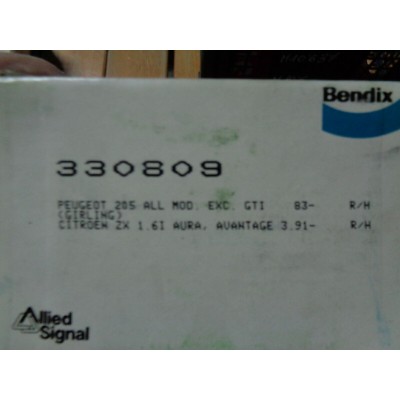 Bendix
330809
PEUGEOT 205 ALL MOD. EXC. GTI 83- R/H
(GIRLING)
CITROEN ZX 1.6I AURA, AVANTAGE 3.91- R/H
Allied
Signal